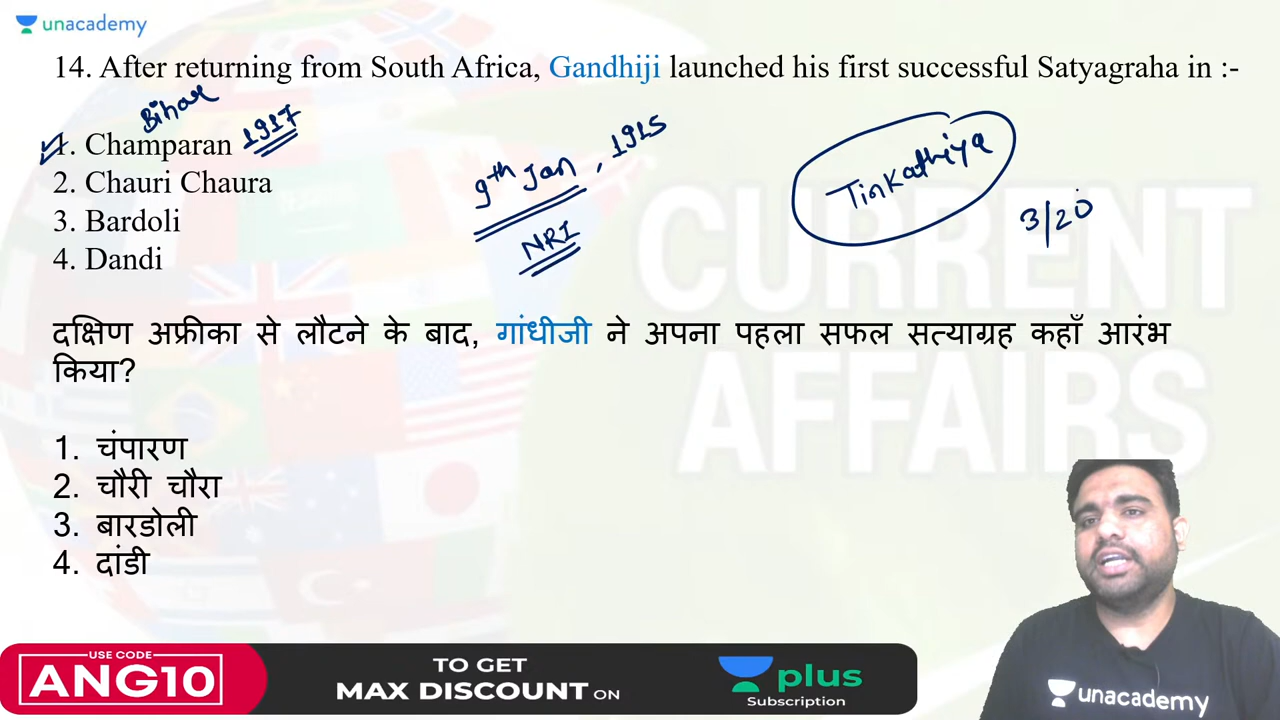 unacademy
14. After returning from South Africa, Gandhiji launched his first successful Satyagraha in :-
Bihar
1. Champaran 1917
9th Jan, 1915
Tinkathiya
2. Chauri Chaura
3/20
3. Bardoli
NRI
4. Dandi
CURRENT
AFFAIRS
दक्षिण अफ्रीका से लौटने के बाद, गांधीजी ने अपना पहला सफल सत्याग्रह कहाँ आरंभ
किया?
1. चंपारण
2. चौरी चौरा
3. बारडोली
4. दांडी
USE CODE
ANG10
TO GET
MAX DISCOUNT ON
plus
Subscription
unacademy